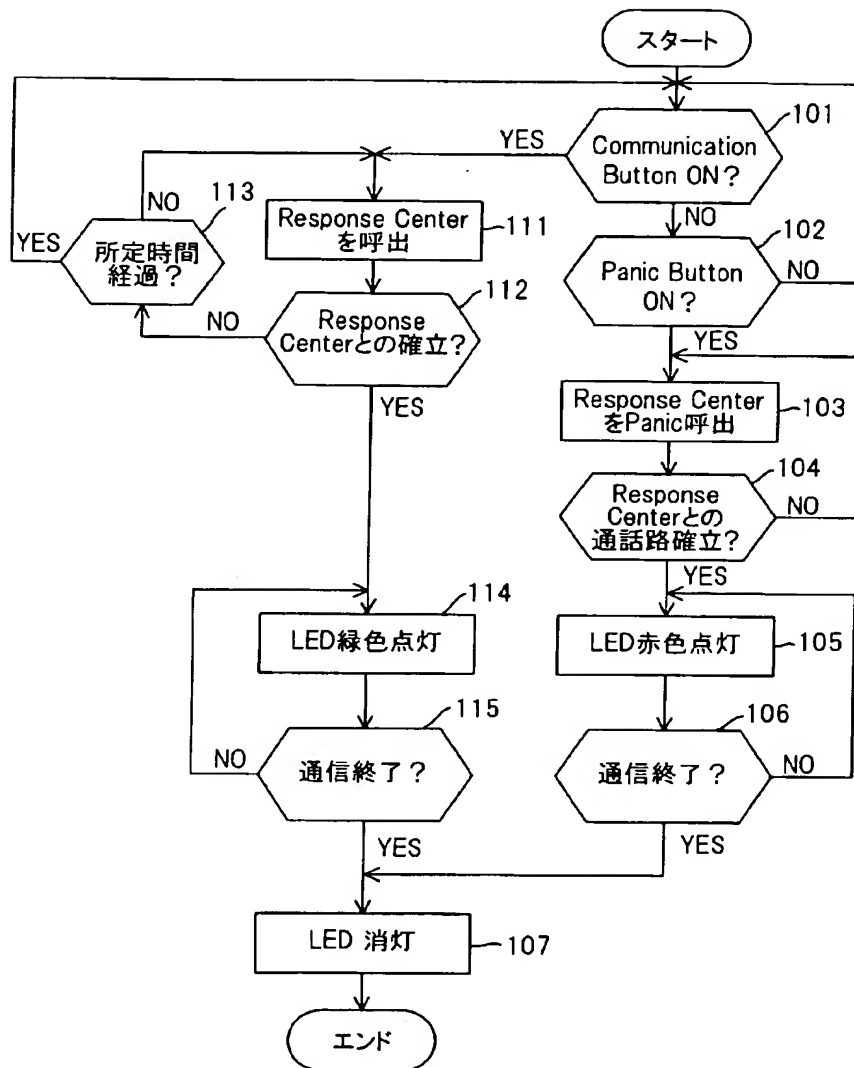 スタート
101
YES
Communication
Button ON?
NO
113
NO
Response Center
を呼出
111
102
YES
所定時間
経過?
Panic Button
ON?
NO
112
NO
Response
Centerとの確立?
YES
YES
Response Center
をPanic呼出
103
104
Response
Centerとの
通話路確立?
NO
YES
114
LED緑色点灯
LED赤色点灯
105
115
106
NO
通信終了?
通信終了?
NO
YES
YES
LED 消灯
107
エンド